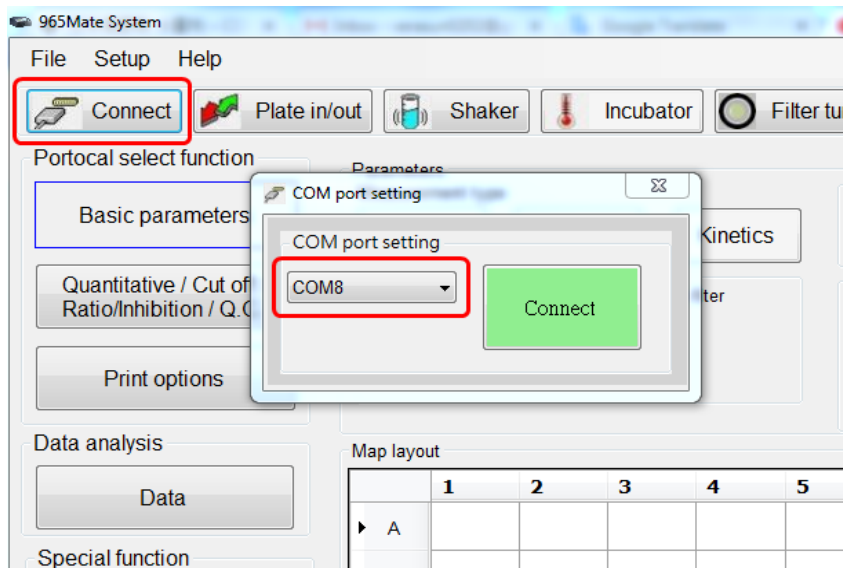 965Mate System
File Setup Help
Connect Plate in/out Shaker Incubator Filter tu
Portocal select function
Parameters
Basic parameters
Quantitative / Cut of
Ratio/Inhibition / Q.C
Print options
COM port setting
COM port setting
COM8
Connect
Kinetics
ter
Data analysis
Data
Special function
Map layout
1 2 3 4 5
A